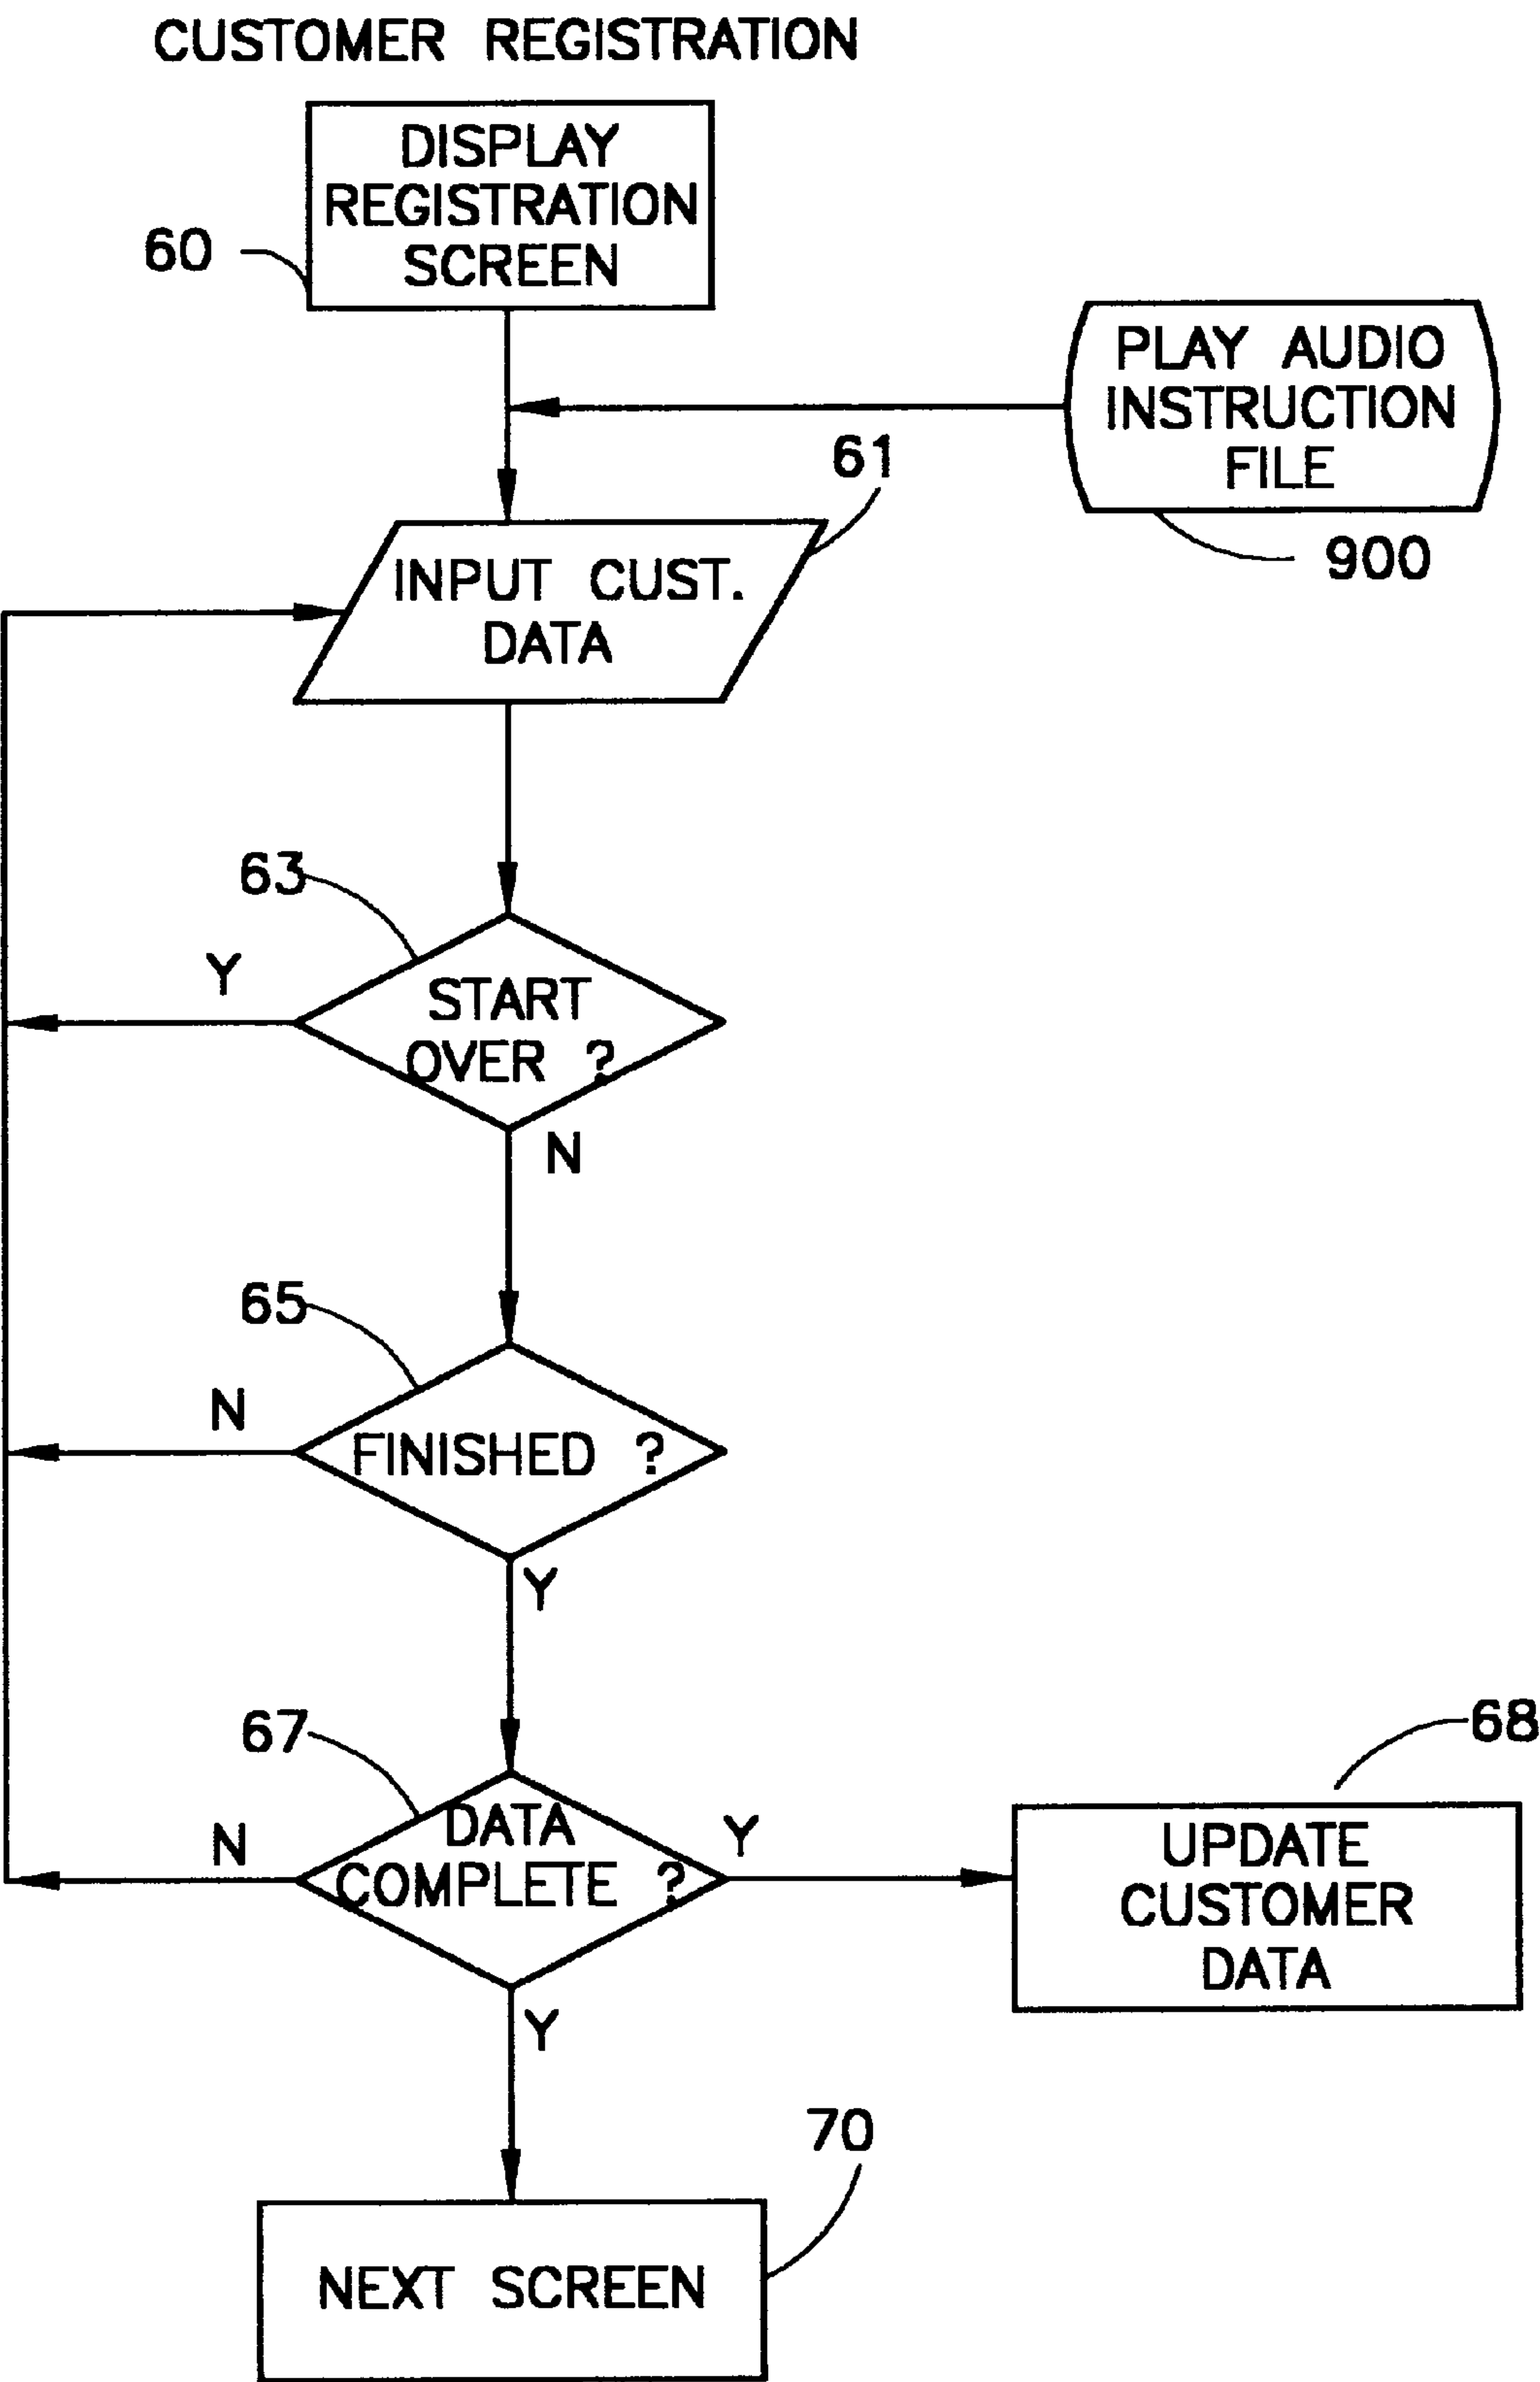 CUSTOMER REGISTRATION
DISPLAY
REGISTRATION
SCREEN
60
PLAY AUDIO
INSTRUCTION
FILE
900
61
INPUT CUST.
DATA
63
Y
START
OVER ?
N
65
N
FINISHED ?
Y
67
N
DATA
COMPLETE ?
Y
68
UPDATE
CUSTOMER
DATA
Y
70
NEXT SCREEN